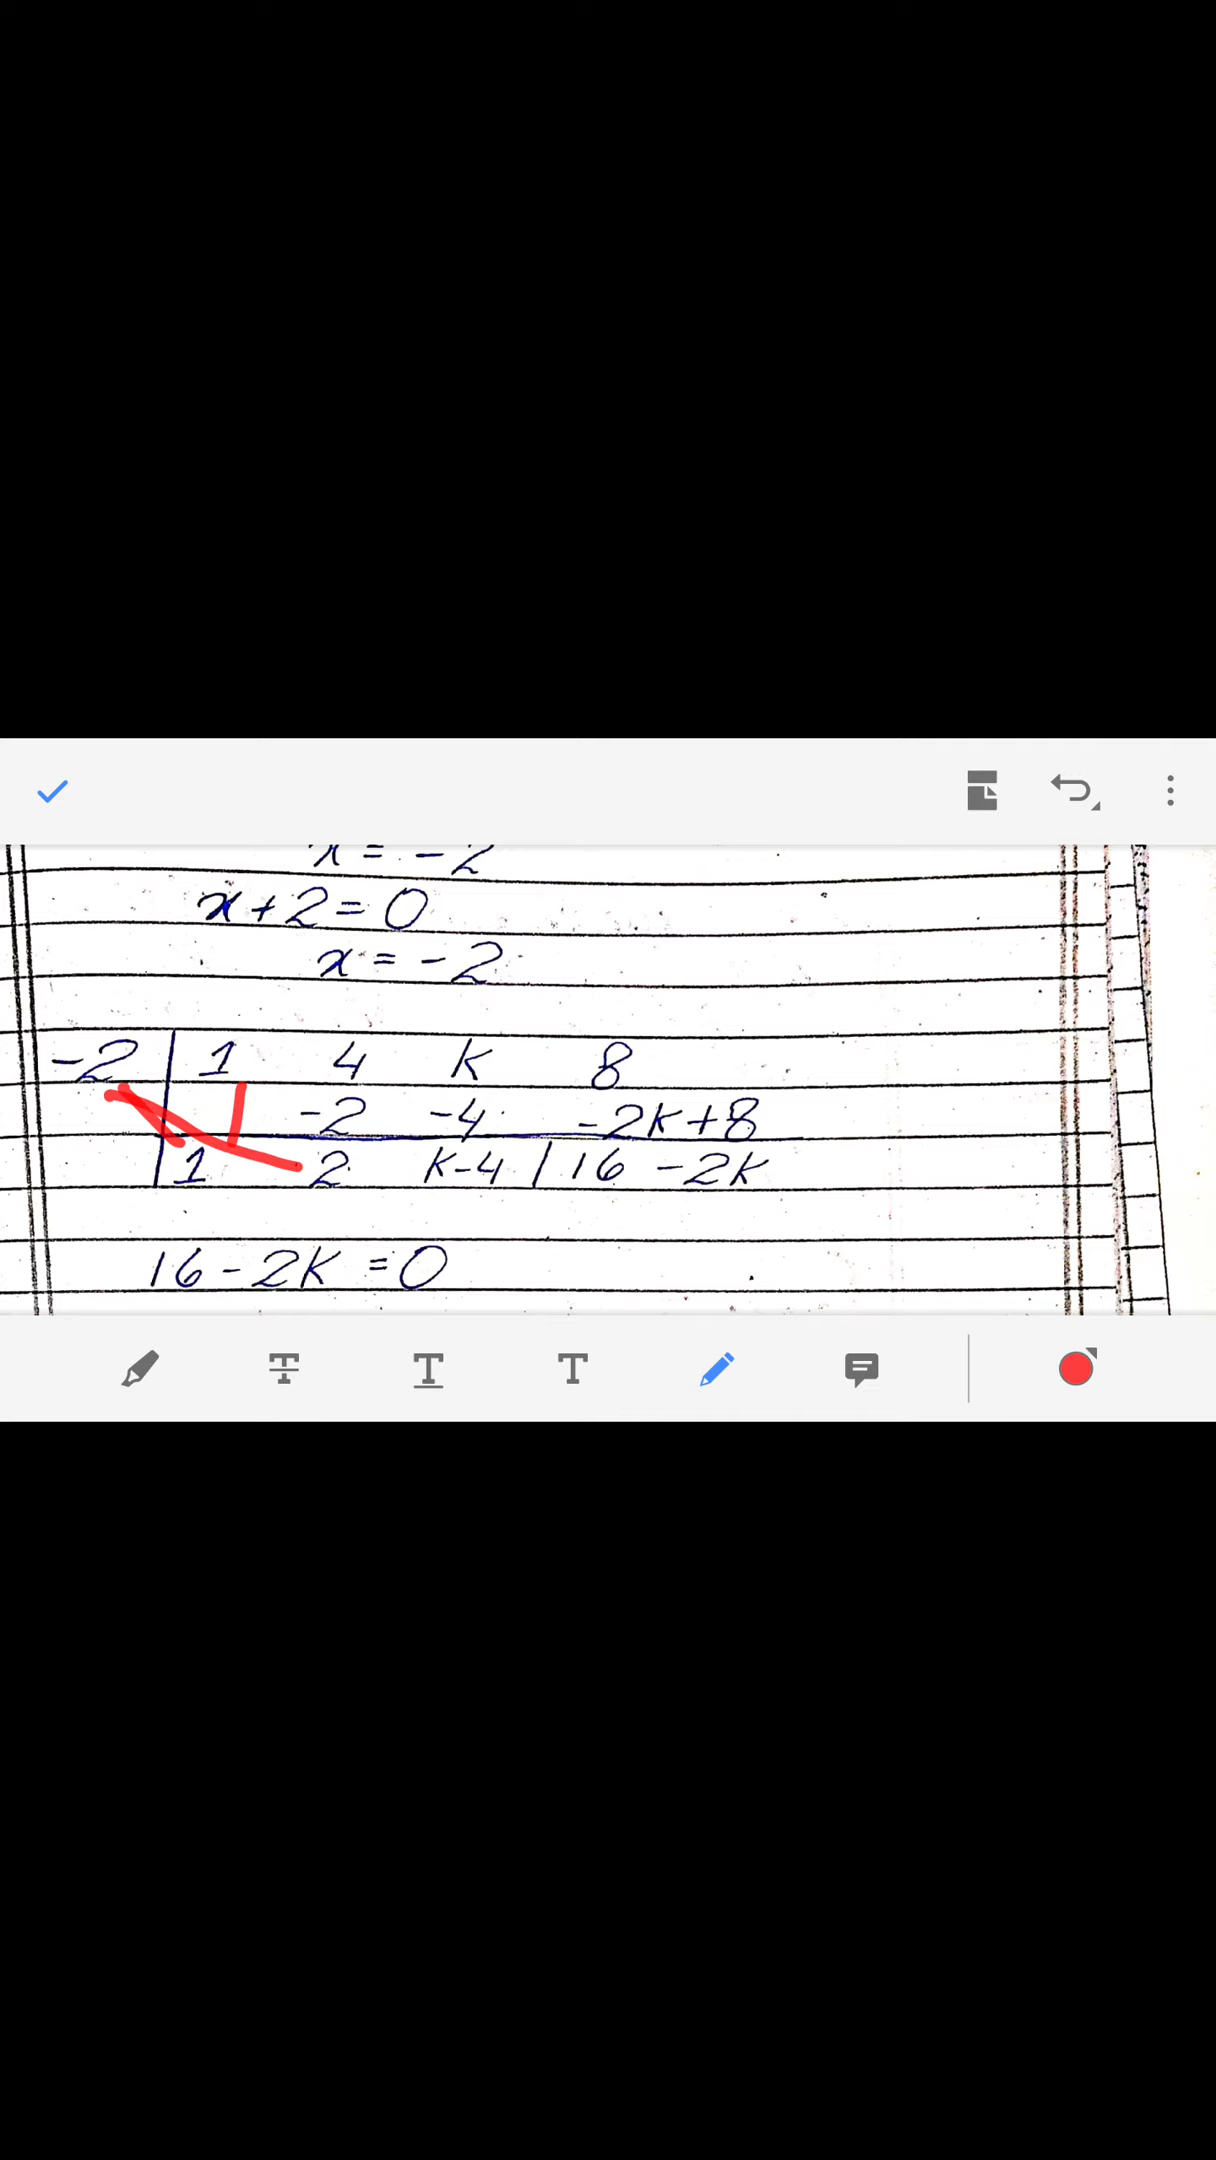 x = -2
x + 2 = 0
x = -2
-2 | 1 4 k 8
-2 -4 -2k+8
1 2 k-4 | 16 -2k
16 - 2k = 0